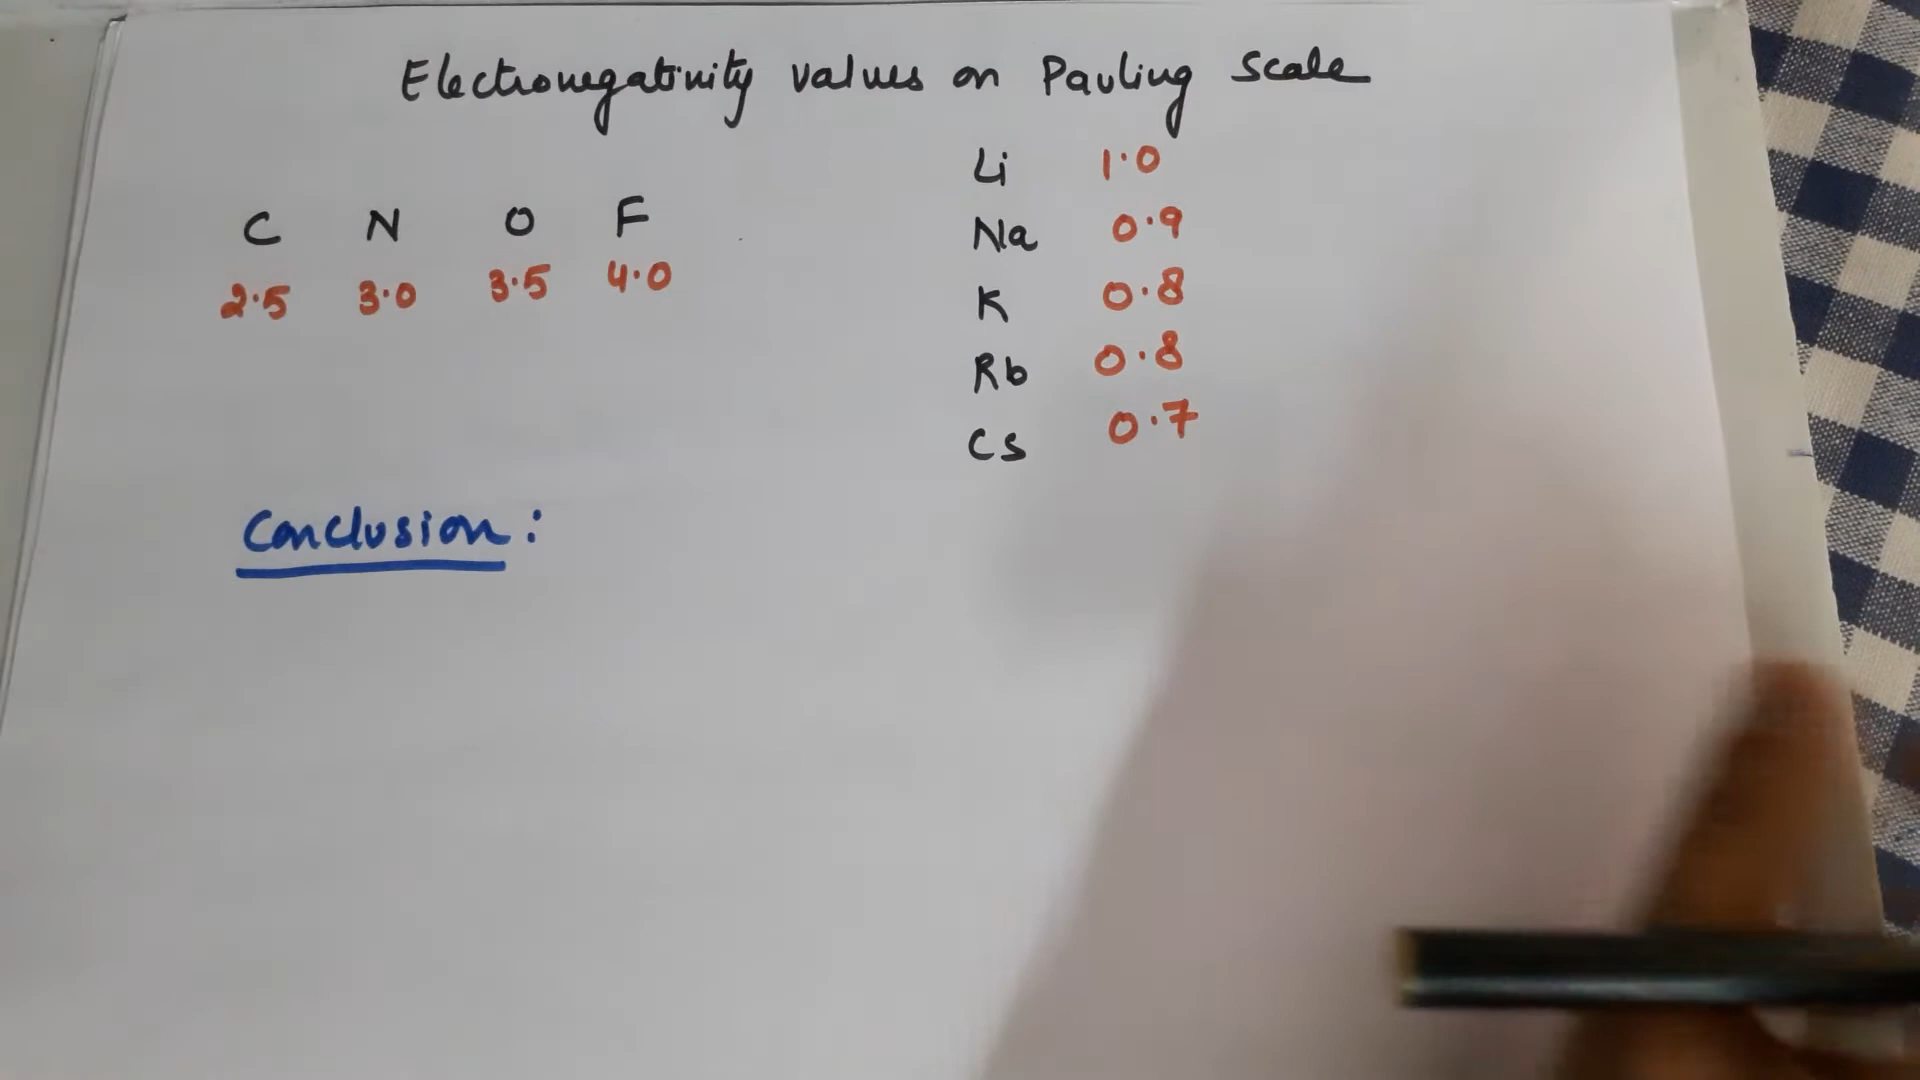 Electronegativity values on Pauling Scale
C N O F
2.5 3.0 3.5 4.0
Li 1.0
Na 0.9
K 0.8
Rb 0.8
Cs 0.7
Conclusion: